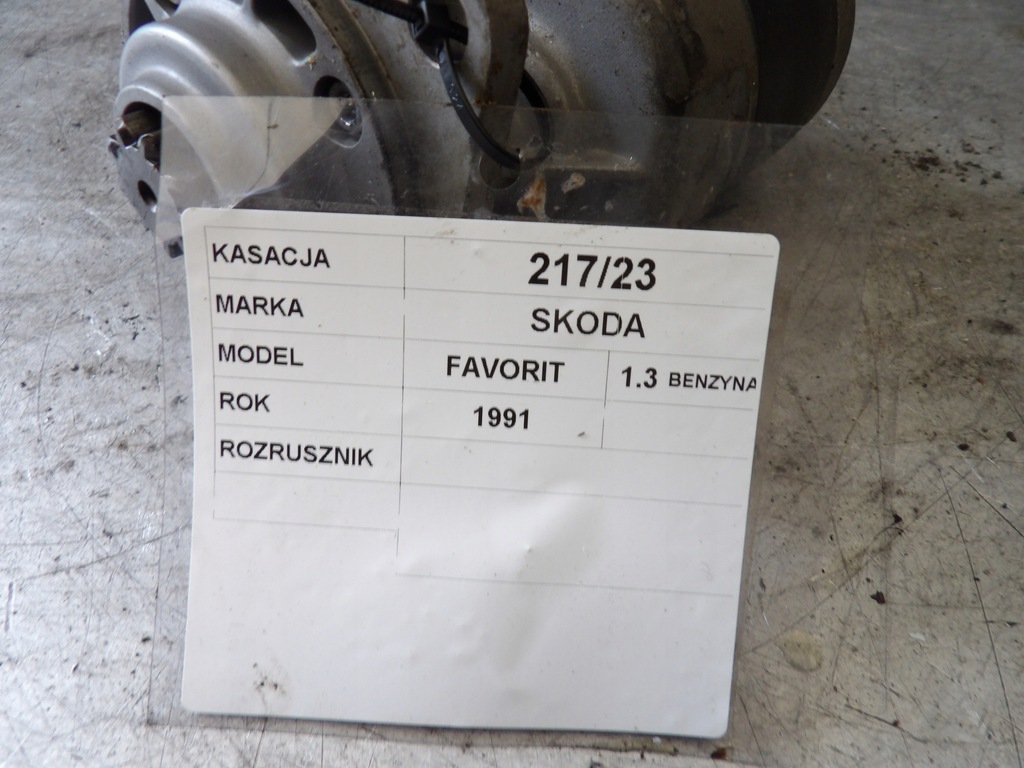 KASACJA 217/23
MARKA SKODA
MODEL FAVORIT 1.3 BENZYNA
ROK 1991
ROZRUSZNIK